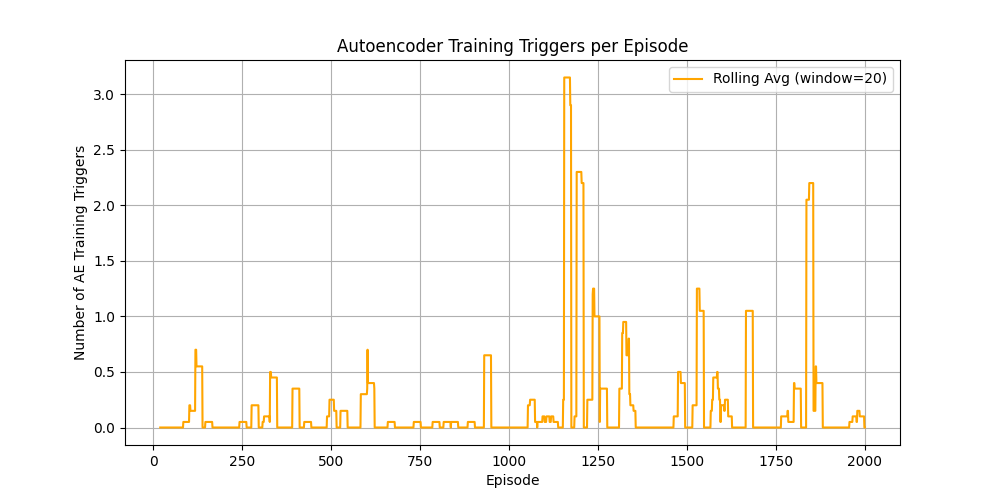 Autoencoder Training Triggers per Episode
Rolling Avg (window=20)
Number of AE Training Triggers
3.0
2.5
2.0
1.5
1.0
0.5
0.0
0 250 500 750 1000 1250 1500 1750 2000
Episode